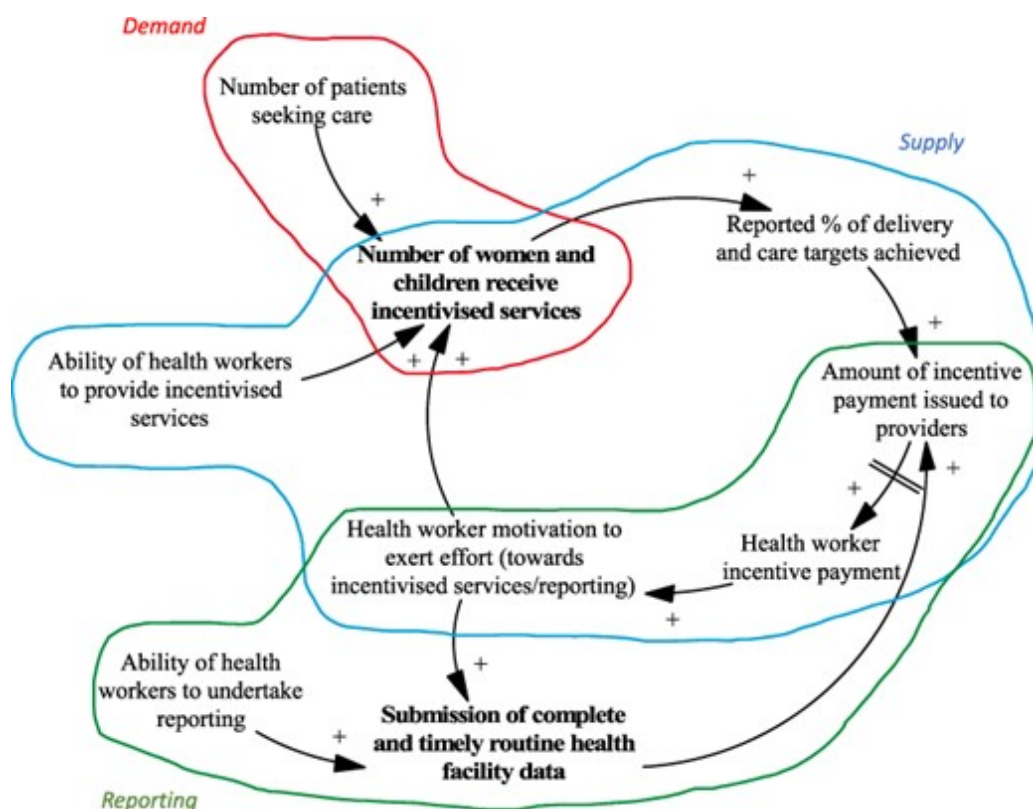 Demand
Number of patients
seeking care
+
Supply
+
Reported % of delivery
and care targets achieved
Number of women and
children receive
incentivised services
+
Ability of health workers
to provide incentivised
services
+ +
Amount of incentive
payment issued to
providers
+
+
Health worker motivation to
exert effort (towards
incentivised services/reporting)
Health worker
incentive payment
+
Ability of health
workers to undertake
reporting
+
+
Submission of complete
and timely routine health
facility data
Reporting